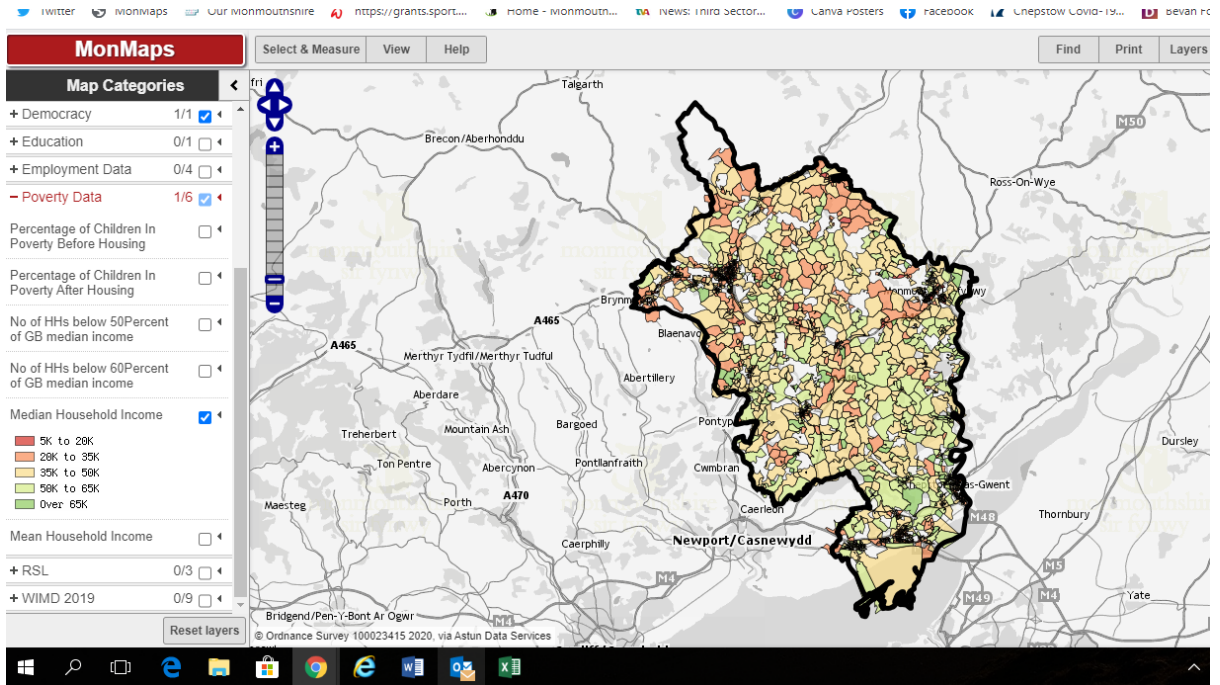 Twitter MonMaps Our Monmouthshire https://grants.sport.... Home - Monmouth... News: Third Sector... Canva Posters Facebook Chepstow Covid-19...
MonMaps
Select & Measure View Help Find Print Layers
Map Categories
+ Democracy 1/1
+ Education 0/1
+ Employment Data 0/4
− Poverty Data 1/6
Percentage of Children In
Poverty Before Housing
Percentage of Children In
Poverty After Housing
No of HHs below 50Percent
of GB median income
No of HHs below 60Percent
of GB median income
Median Household Income
5K to 20K
20K to 35K
35K to 50K
50K to 65K
Over 65K
Mean Household Income
+ RSL 0/3
+ WIMD 2019 0/9
Reset layers
Talgarth
Brecon/Aberhonddu
M50
Ross-On-Wye
A465
A465
Merthyr Tydfil/Merthyr Tudful
Abertillery
Aberdare
Treherbert
Mountain Ash
Bargoed
Dursley
Ton Pentre
Abercynon
Pontllanfraith
Cwmbran
A470
Maesteg
Porth
Caerleon
M48
Thornbury
Caerphilly
Newport/Casnewydd
M5
M4
M49
M4
Yate
Bridgend/Pen-Y-Bont Ar Ogwr
M4
© Ordnance Survey 100023415 2020, via Astun Data Services